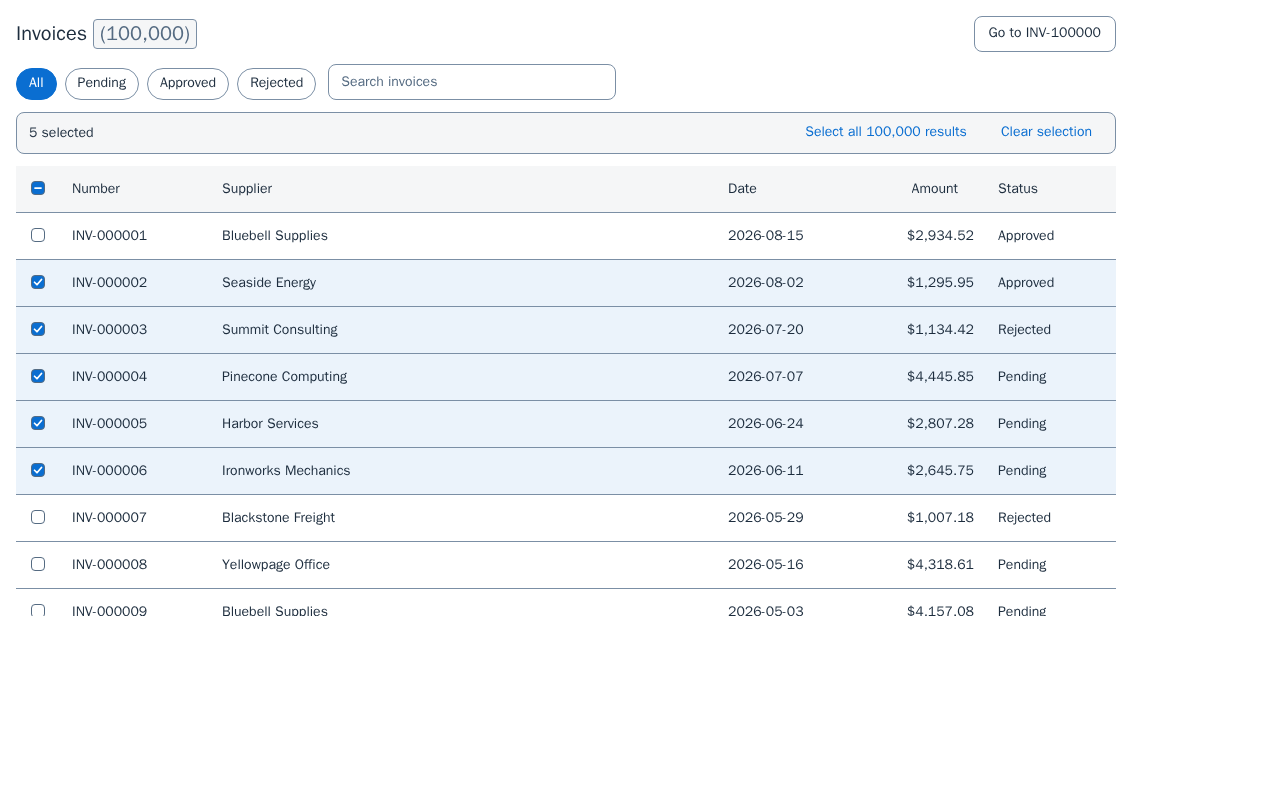 Invoices (100,000) Go to INV-100000
All Pending Approved Rejected Search invoices
5 selected Select all 100,000 results Clear selection
Number Supplier Date Amount Status
INV-000001 Bluebell Supplies 2026-08-15 $2,934.52 Approved
INV-000002 Seaside Energy 2026-08-02 $1,295.95 Approved
INV-000003 Summit Consulting 2026-07-20 $1,134.42 Rejected
INV-000004 Pinecone Computing 2026-07-07 $4,445.85 Pending
INV-000005 Harbor Services 2026-06-24 $2,807.28 Pending
INV-000006 Ironworks Mechanics 2026-06-11 $2,645.75 Pending
INV-000007 Blackstone Freight 2026-05-29 $1,007.18 Rejected
INV-000008 Yellowpage Office 2026-05-16 $4,318.61 Pending
INV-000009 Bluebell Supplies 2026-05-03 $4,157.08 Pending